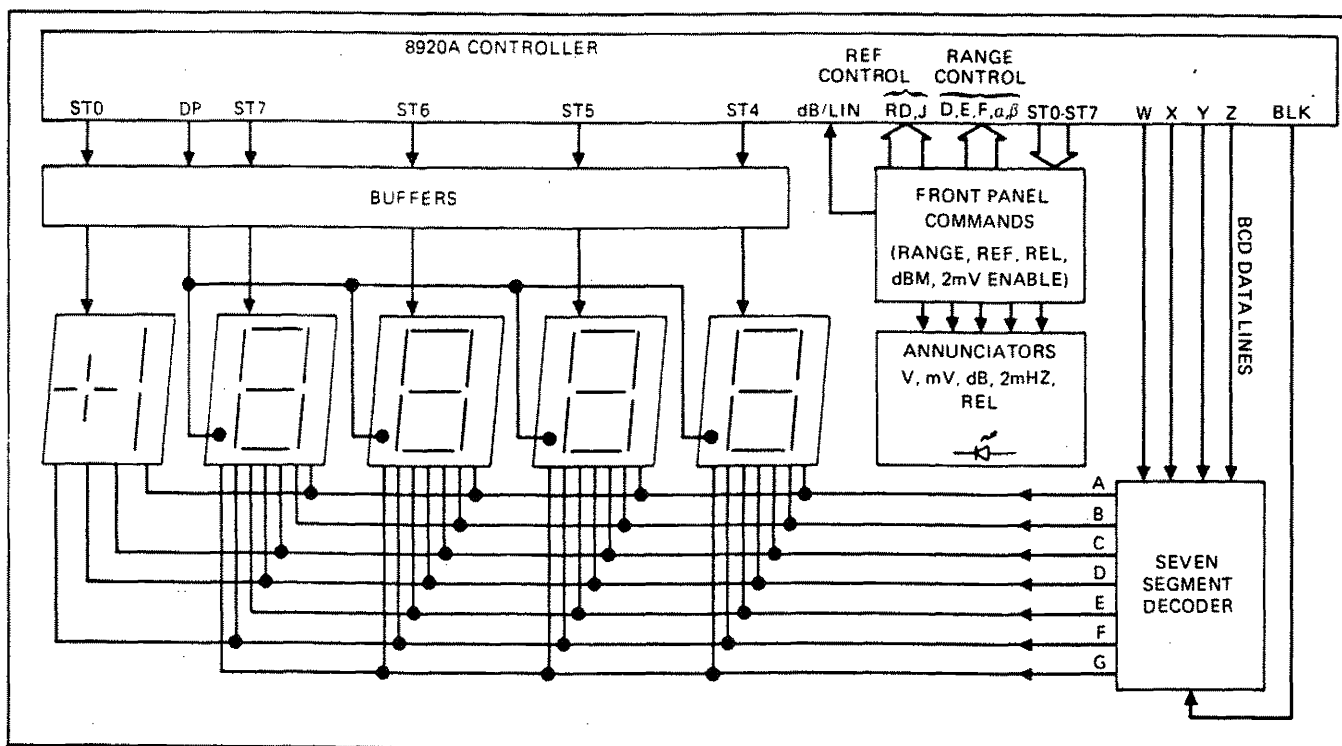 8920A CONTROLLER
REF
CONTROL
RANGE
CONTROL
ST0 DP ST7 ST6 ST5 ST4 dB/LIN RD,J D,E,F,α,β ST0-ST7 W X Y Z BLK
BUFFERS
FRONT PANEL
COMMANDS
(RANGE, REF, REL,
dBM, 2mV ENABLE)
BCD DATA LINES
ANNUNCIATORS
V, mV, dB, 2mHZ,
REL
A
B
C
D
E
F
G
SEVEN
SEGMENT
DECODER